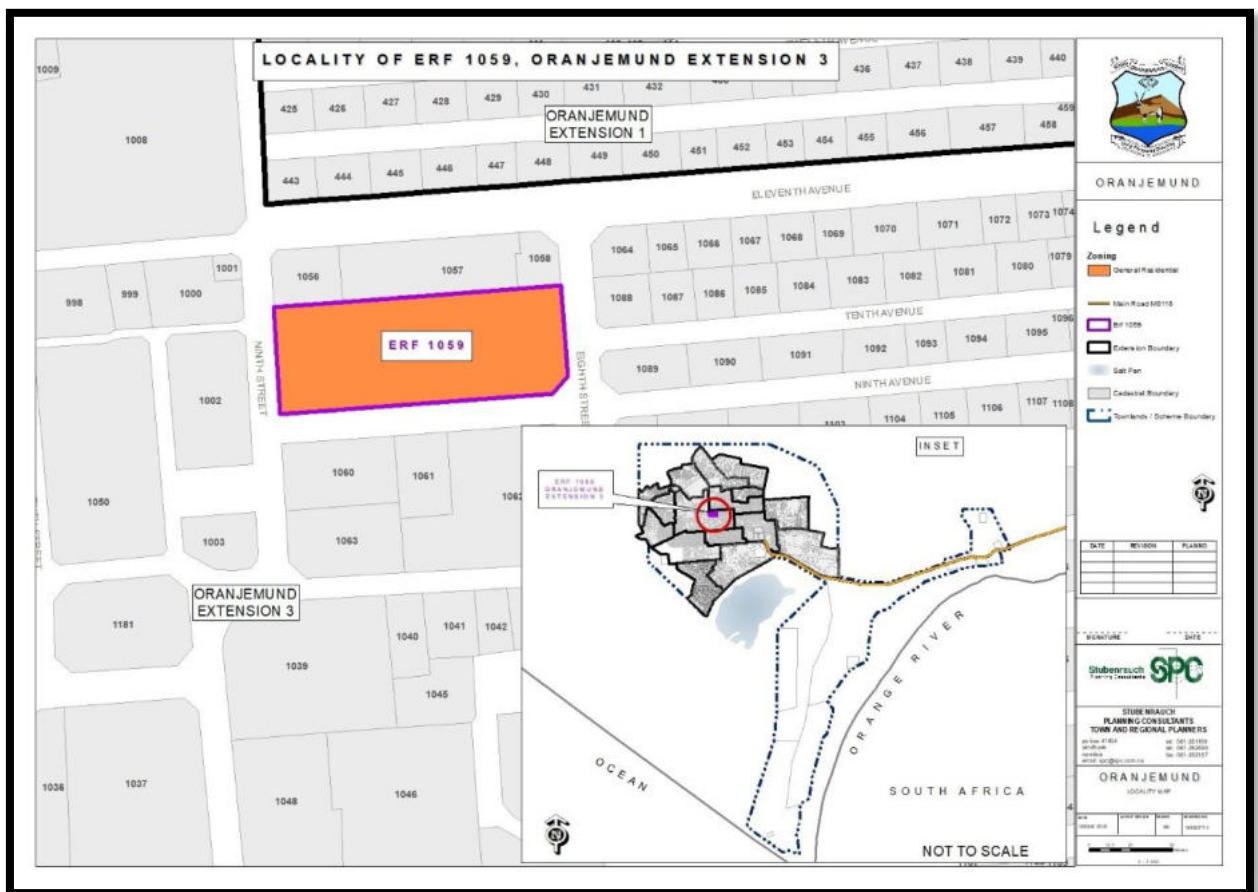 LOCALITY OF ERF 1059, ORANJEMUND EXTENSION 3
1009
1008
425 426 427 428 429 430 431 432 436 437 438 439 440
ORANJEMUND
EXTENSION 1
459
443 444 445 446 447 448 449 450 451 452 453 454 455 456 457 458
ELEVENTH AVENUE
1064 1065 1066 1067 1068 1069 1070 1071 1072 1073 1074
1001
1056 1057 1058
998 999 1000
1088 1087 1086 1085 1084 1083 1082 1081 1080 1079
TENTH AVENUE
ERF 1059
NINTH STREET
EIGHTH STREET
1002
1089 1090 1091 1092 1093 1094 1095 1096
NINTH AVENUE
1103 1104 1105 1106 1107 1108
1060 1061
1050
1003 1063
ORANJEMUND
EXTENSION 3
1181
1039 1040 1041 1042
1045
1036 1037 1048 1046
INSET
EXTENSION 3
ORANGE RIVER
OCEAN
SOUTH AFRICA
NOT TO SCALE
N
ORANJEMUND
Legend
Zoning
General Residential
Main Road M0118
Erf 1059
Extension Boundary
Salt Pan
Cadastral Boundary
Townlands / Scheme Boundary
N
DATE REVISION PLANNO
SIGNATURE DATE
Stubenrauch
Planning Consultants
SPC
STUBENRAUCH
PLANNING CONSULTANTS
TOWN AND REGIONAL PLANNERS
ORANJEMUND
LOCALITY MAP